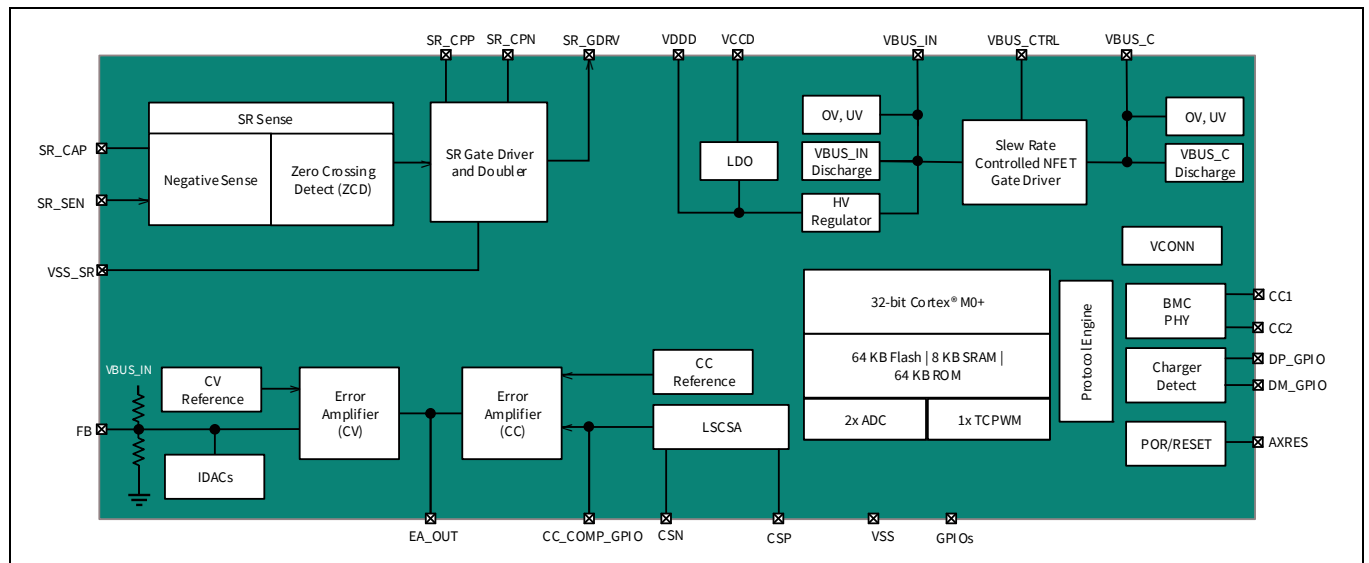 SR_CPP
SR_CPN
SR_GDRV
VDDD
VCCD
VBUS_IN
VBUS_CTRL
VBUS_C
SR Sense
Negative Sense
Zero Crossing
Detect (ZCD)
SR_CAP
SR_SEN
VSS_SR
SR Gate Driver
and Doubler
LDO
HV
Regulator
OV, UV
VBUS_IN
Discharge
Slew Rate
Controlled NFET
Gate Driver
OV, UV
VBUS_C
Discharge
VCONN
32-bit Cortex® M0+
64 KB Flash | 8 KB SRAM |
64 KB ROM
2x ADC
1x TCPWM
Protocol Engine
BMC
PHY
Charger
Detect
POR/RESET
CC1
CC2
DP_GPIO
DM_GPIO
AXRES
VBUS_IN
FB
CV
Reference
IDACs
Error
Amplifier
(CV)
Error
Amplifier
(CC)
CC
Reference
LSCSA
EA_OUT
CC_COMP_GPIO
CSN
CSP
VSS
GPIOs